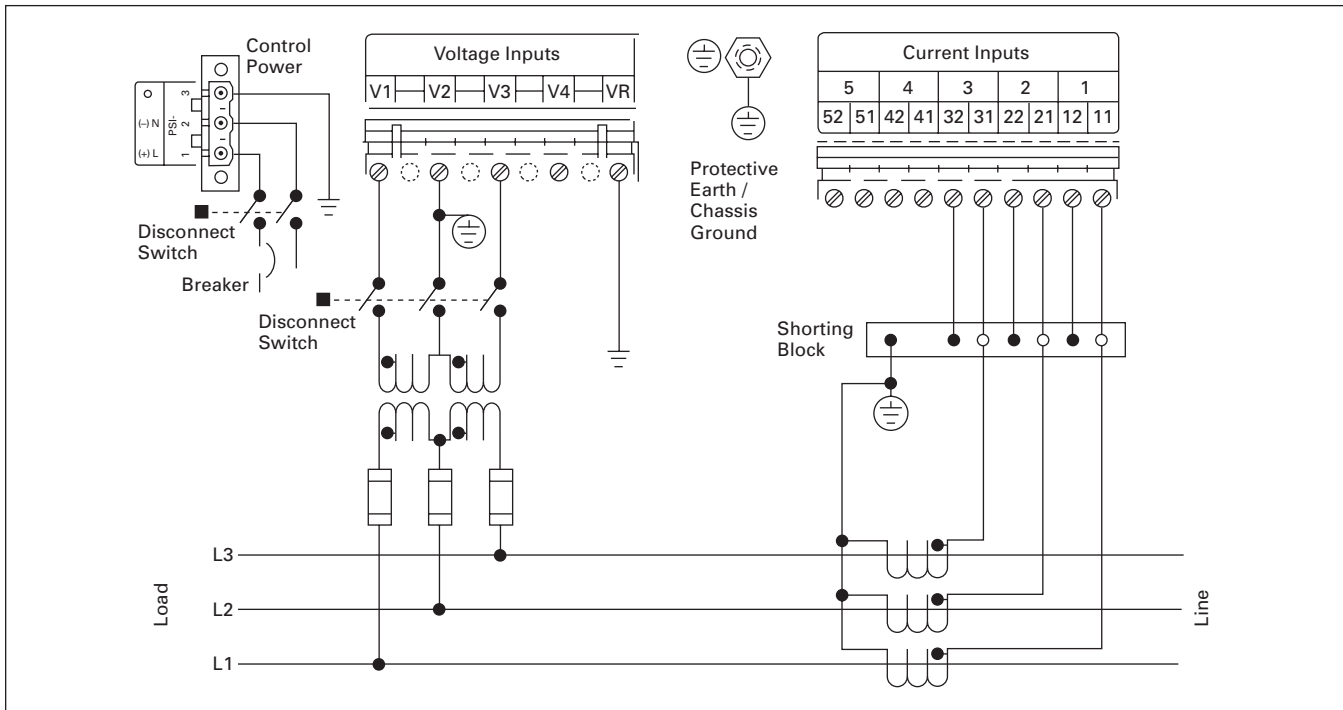 Control
Power
3
(–) N
PSI-
2
(+) L
1
Disconnect
Switch
Breaker
Voltage Inputs
V1 V2 V3 V4 VR
Disconnect
Switch
Protective
Earth /
Chassis
Ground
Current Inputs
5 4 3 2 1
52 51 42 41 32 31 22 21 12 11
Shorting
Block
Load
L3
L2
L1
Line